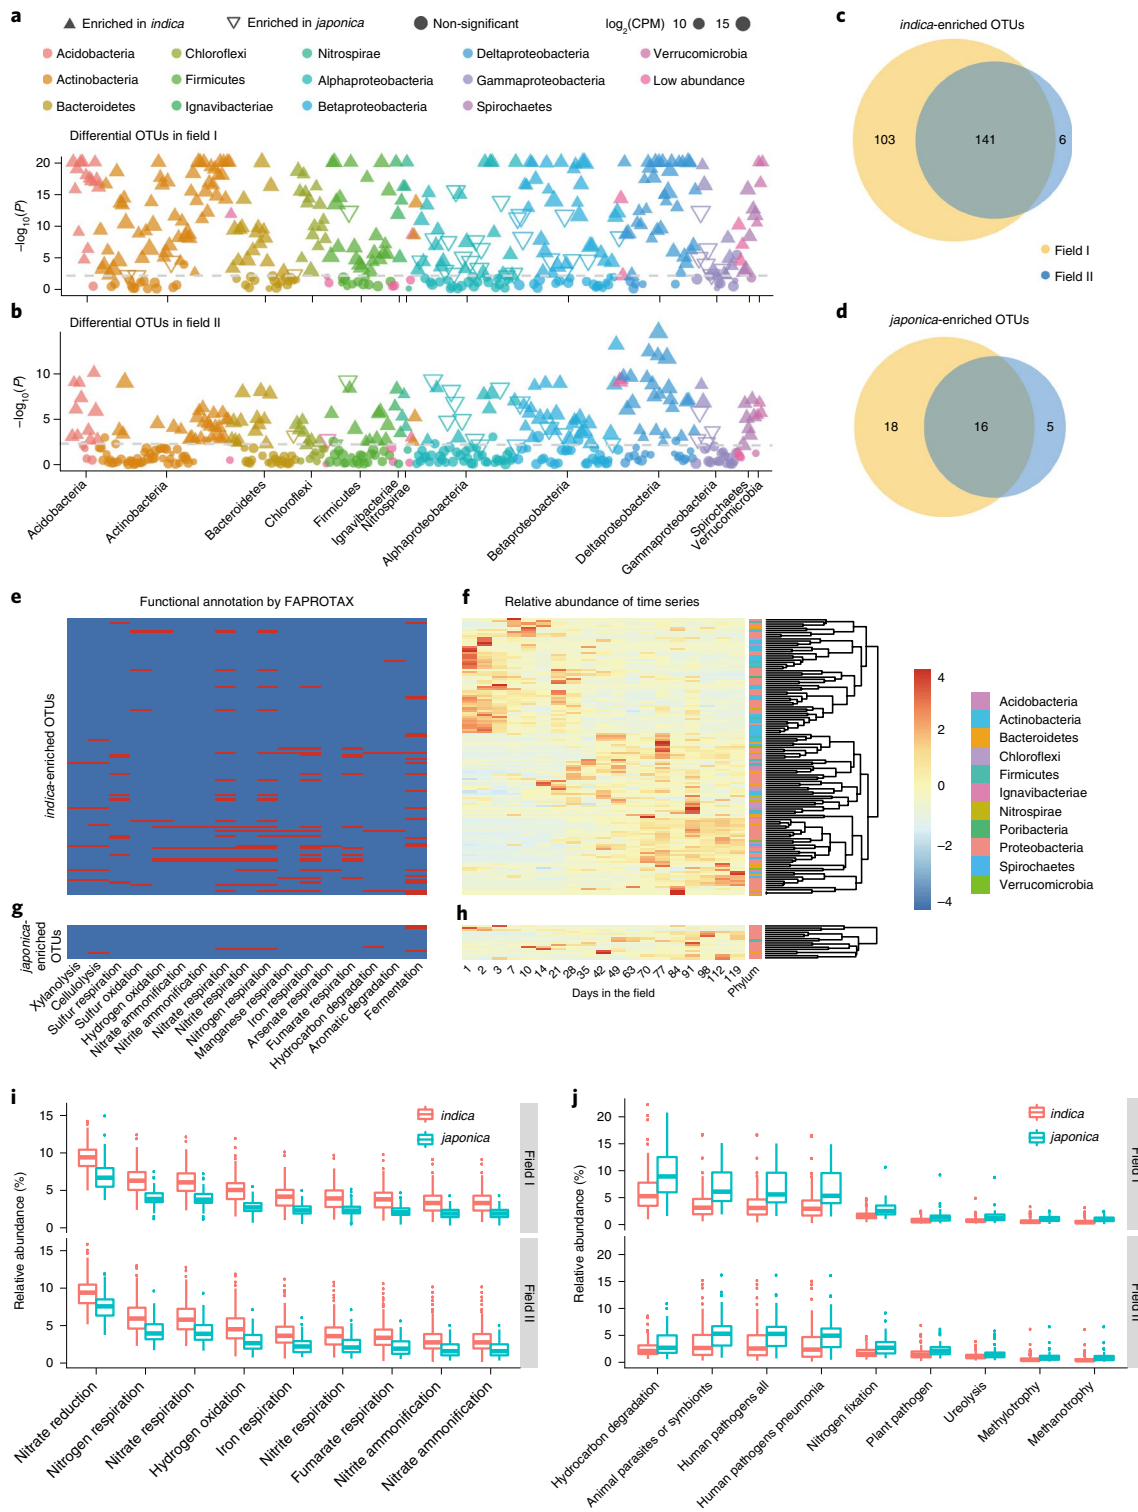 a
Enriched in indica
Enriched in japonica
Non-significant
log2(CPM) 10 15
Acidobacteria
Chloroflexi
Nitrospirae
Deltaproteobacteria
Verrucomicrobia
Actinobacteria
Firmicutes
Alphaproteobacteria
Gammaproteobacteria
Low abundance
Bacteroidetes
Ignavibacteriae
Betaproteobacteria
Spirochaetes
Differential OTUs in field I
20
15
10
5
0
–log10(P)
b
Differential OTUs in field II
10
5
0
–log10(P)
Acidobacteria
Actinobacteria
Bacteroidetes
Chloroflexi
Firmicutes
Ignavibacteriae
Nitrospirae
Alphaproteobacteria
Betaproteobacteria
Deltaproteobacteria
Gammaproteobacteria
Spirochaetes
Verrucomicrobia
c
indica-enriched OTUs
103
141
6
Field I
Field II
d
japonica-enriched OTUs
18
16
5
e
Functional annotation by FAPROTAX
indica-enriched OTUs
f
Relative abundance of time series
4
2
0
−2
−4
Acidobacteria
Actinobacteria
Bacteroidetes
Chloroflexi
Firmicutes
Ignavibacteriae
Nitrospirae
Poribacteria
Proteobacteria
Spirochaetes
Verrucomicrobia
g
japonica-
enriched
OTUs
Xylanolysis
Cellulolysis
Sulfur respiration
Sulfur oxidation
Hydrogen oxidation
Nitrate ammonification
Nitrite ammonification
Nitrate respiration
Nitrite respiration
Nitrogen respiration
Manganese respiration
Iron respiration
Arsenate respiration
Fumarate respiration
Hydrocarbon degradation
Aromatic degradation
Fermentation
h
1 2 3 7 10 14 21 28 35 42 49 63 70 77 84 91 98 112 119
Phylum
Days in the field
i
indica
japonica
15
10
5
0
Field I
Relative abundance (%)
15
10
5
0
Field II
Nitrate reduction
Nitrogen respiration
Nitrate respiration
Hydrogen oxidation
Iron respiration
Nitrite respiration
Fumarate respiration
Nitrite ammonification
Nitrate ammonification
j
indica
japonica
20
15
10
5
0
Field I
Relative abundance (%)
20
15
10
5
0
Field II
Hydrocarbon degradation
Animal parasites or symbionts
Human pathogens all
Human pathogens pneumonia
Nitrogen fixation
Plant pathogen
Ureolysis
Methylotrophy
Methanotrophy